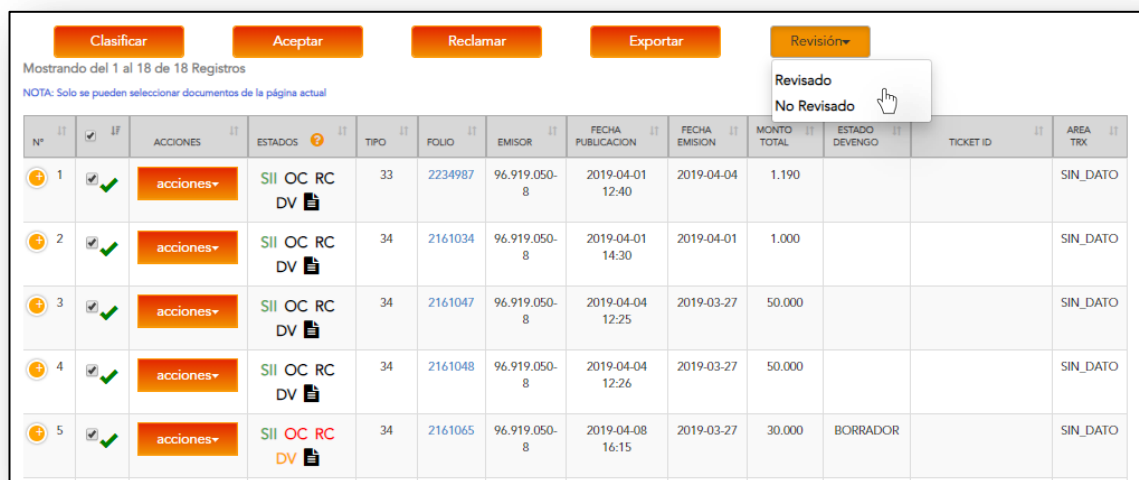 Clasificar Aceptar Reclamar Exportar Revisión
Mostrando del 1 al 18 de 18 Registros
Revisado
NOTA: Solo se pueden seleccionar documentos de la página actual
No Revisado
N° ACCIONES ESTADOS ? TIPO FOLIO EMISOR FECHA PUBLICACION FECHA EMISION MONTO TOTAL ESTADO DEVENGO TICKET ID AREA TRX
1 acciones SII OC RC 33 2234987 96.919.050- 2019-04-01 2019-04-04 1.190 SIN_DATO
DV 8 12:40
2 acciones SII OC RC 34 2161034 96.919.050- 2019-04-01 2019-04-01 1.000 SIN_DATO
DV 8 14:30
3 acciones SII OC RC 34 2161047 96.919.050- 2019-04-04 2019-03-27 50.000 SIN_DATO
DV 8 12:25
4 acciones SII OC RC 34 2161048 96.919.050- 2019-04-04 2019-03-27 50.000 SIN_DATO
DV 8 12:26
5 acciones SII OC RC 34 2161065 96.919.050- 2019-04-08 2019-03-27 30.000 BORRADOR SIN_DATO
DV 8 16:15